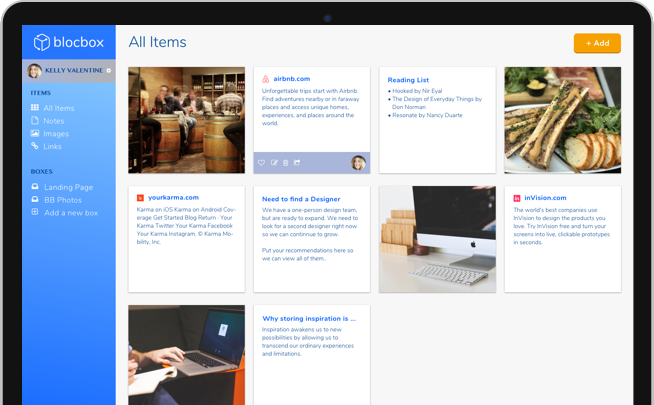 blocbox
All Items
+ Add
KELLY VALENTINE
ITEMS
All Items
Notes
Images
Links
BOXES
Landing Page
BB Photos
Add a new box
airbnb.com
Unforgettable trips start with Airbnb.
Find adventures nearby or in faraway
places and access unique homes,
experiences, and places around the
world.
Reading List
• Hooked by Nir Eyal
• The Design of Everyday Things by
Don Norman
• Resonate by Nancy Duarte
yourkarma.com
Karma on iOS Karma on Android Cov-
erage Get Started Blog Return · Your
Karma Twitter Your Karma Facebook
Your Karma Instagram. © Karma Mo-
bility, Inc.
Need to find a Designer
We have a one-person design team,
but are ready to expand. We need to
look for a second designer right now
so we can continue to grow.
Put your recommendations here so
we can view all of them..
in
inVision.com
The world's best companies use
InVision to design the products you
love. Try InVision free and turn your
screens into live, clickable prototypes
in seconds.
Why storing inspiration is ...
Inspiration awakens us to new
possibilities by allowing us to
transcend our ordinary experiences
and limitations.